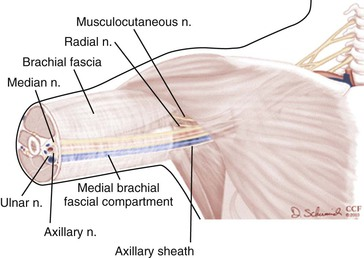 Musculocutaneous n.
Radial n.
Brachial fascia
Median n.
Medial brachial
fascial compartment
Ulnar n.
Axillary n.
Axillary sheath
CCF